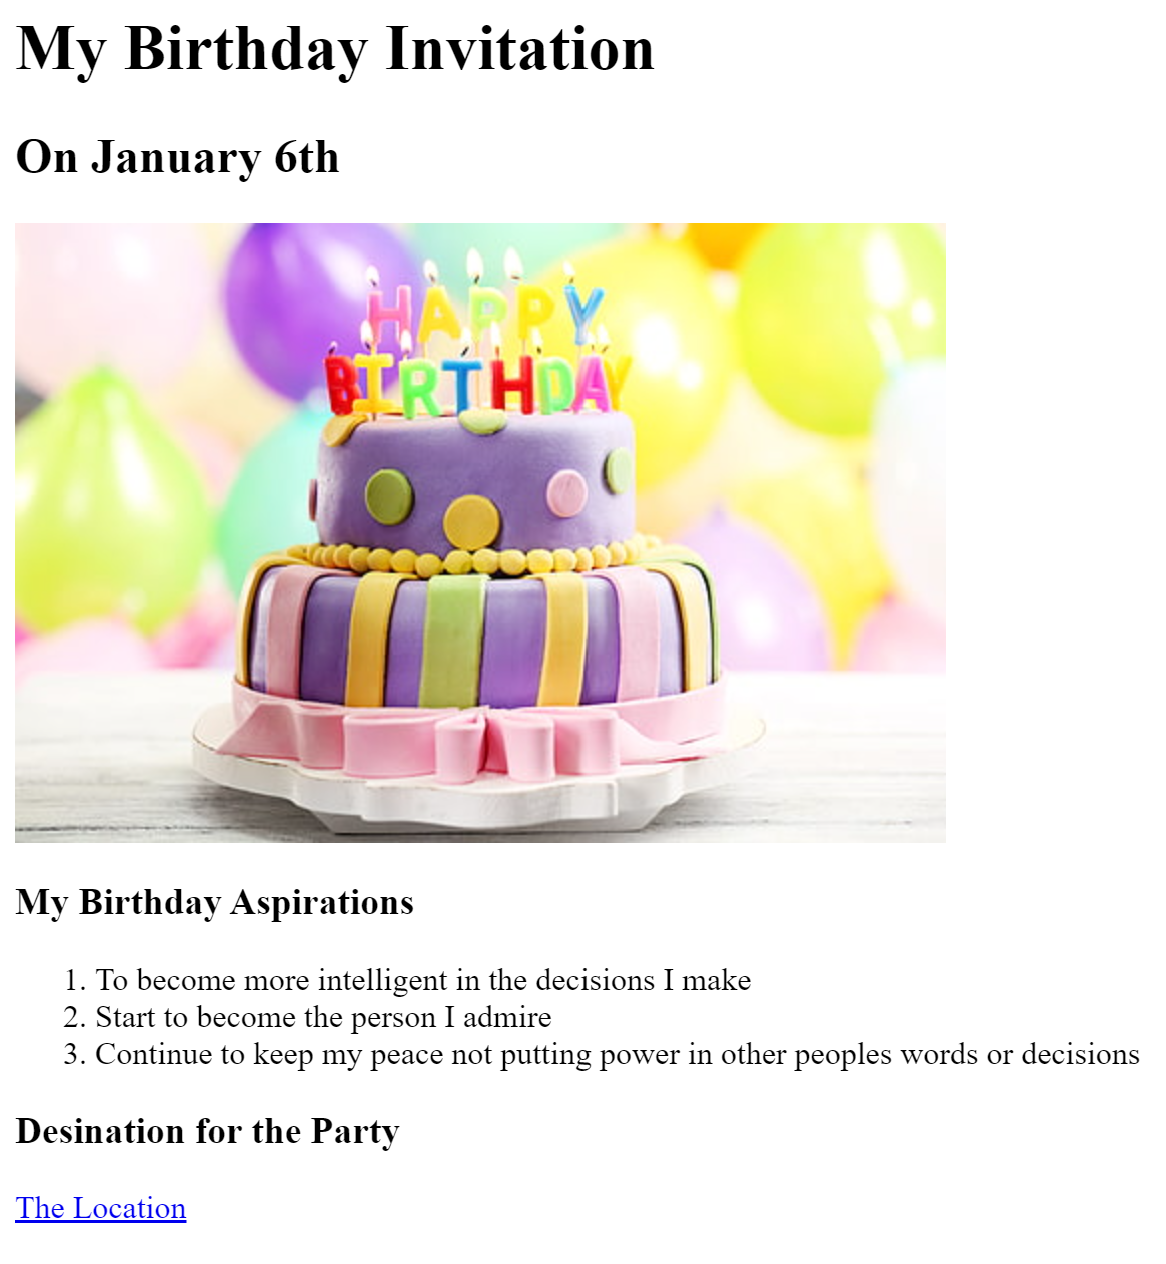 My Birthday Invitation
On January 6th
HAPPY
BIRTHDAY
My Birthday Aspirations
1. To become more intelligent in the decisions I make
2. Start to become the person I admire
3. Continue to keep my peace not putting power in other peoples words or decisions
Desination for the Party
The Location